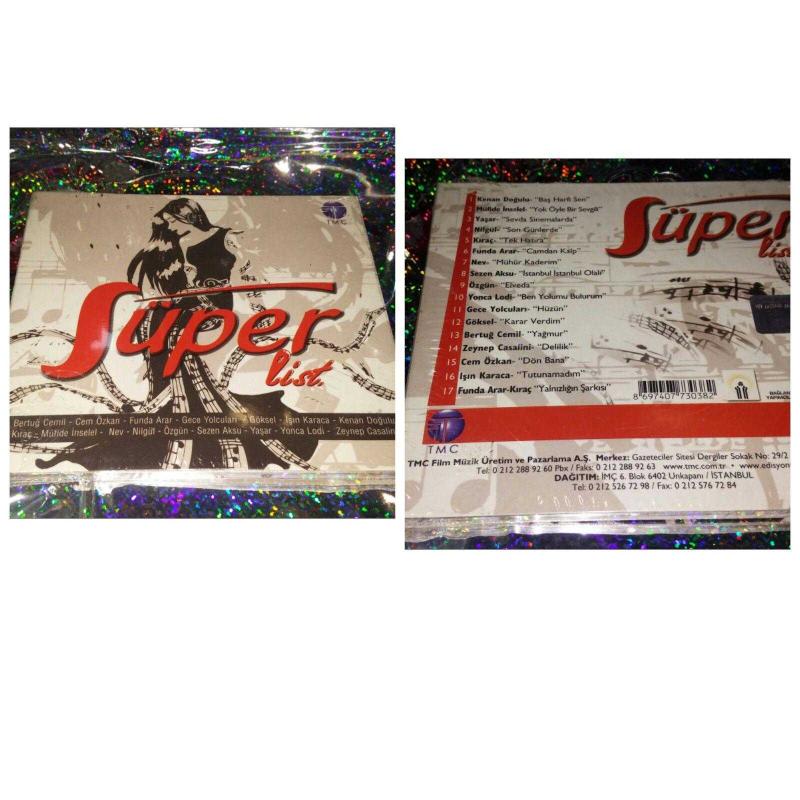 TMC
Süper
list.
Bertuğ Cemil - Cem Özkan - Funda Arar - Gece Yolcuları - Göksel - Işın Karaca - Kenan Doğulu
Kıraç - Müfide İnselel - Nev - Nilgül - Özgün - Sezen Aksu - Yaşar - Yonca Lodi - Zeynep Casalin
1 Kenan Doğulu- "Baş Harfi Sen"
2 Müfide İnselel- "Yok Öyle Bir Sevgili"
3 Yaşar- "Sevda Sinemalarda"
4 Nilgül- "Son Günlerde"
5 Kıraç- "Tek Hatıra"
6 Funda Arar- "Camdan Kalp"
7 Nev- "Mühür Kaderim"
8 Sezen Aksu- "İstanbul İstanbul Olalı"
9 Özgün- "Elveda"
10 Yonca Lodi- "Ben Yolumu Bulurum"
11 Gece Yolcuları- "Hüzün"
12 Göksel- "Karar Verdim"
13 Bertuğ Cemil- "Yağmur"
14 Zeynep Casalini- "Delilik"
15 Cem Özkan- "Dön Bana"
16 Işın Karaca- "Tutunamadım"
17 Funda Arar-Kıraç "Yalnızlığın Şarkısı"
Süper
list
8 697407 730382
TMC
TMC Film Müzik Üretim ve Pazarlama A.Ş. Merkez: Gazeteciler Sitesi Dergiler Sokak No: 29/2
Tel: 0 212 288 92 60 Pbx / Faks: 0 212 288 92 63 www.tmc.com.tr • www.edisyon
DAĞITIM: İMÇ 6. Blok 6402 Unkapanı / İSTANBUL
Tel: 0 212 526 72 98 / Fax: 0 212 576 72 84